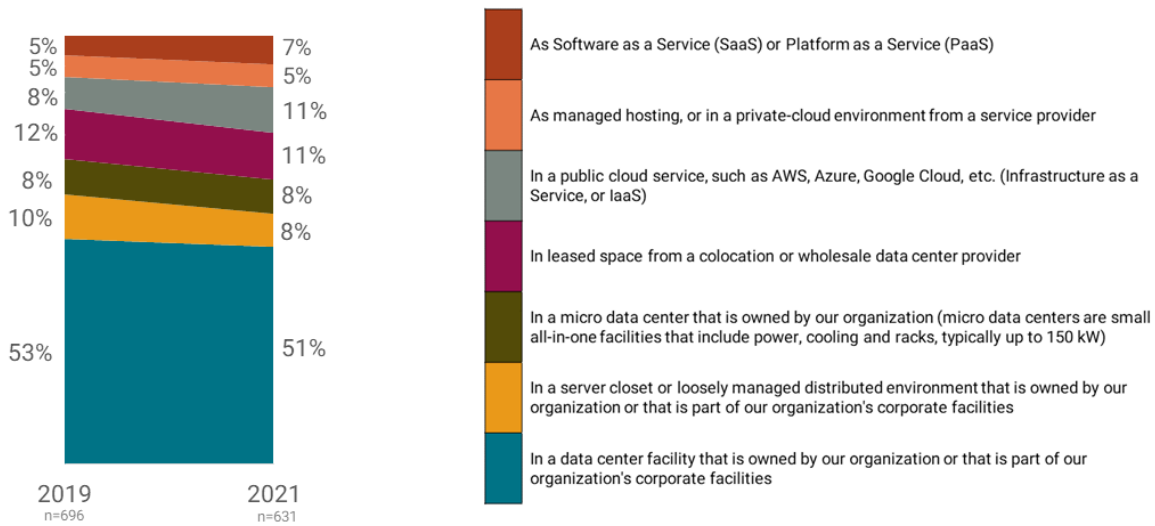 5%
5%
8%
12%
8%
10%
53%
7%
5%
11%
11%
8%
8%
51%
2019
n=696
2021
n=631
As Software as a Service (SaaS) or Platform as a Service (PaaS)
As managed hosting, or in a private-cloud environment from a service provider
In a public cloud service, such as AWS, Azure, Google Cloud, etc. (Infrastructure as a
Service, or IaaS)
In leased space from a colocation or wholesale data center provider
In a micro data center that is owned by our organization (micro data centers are small
all-in-one facilities that include power, cooling and racks, typically up to 150 kW)
In a server closet or loosely managed distributed environment that is owned by our
organization or that is part of our organization's corporate facilities
In a data center facility that is owned by our organization or that is part of our
organization's corporate facilities